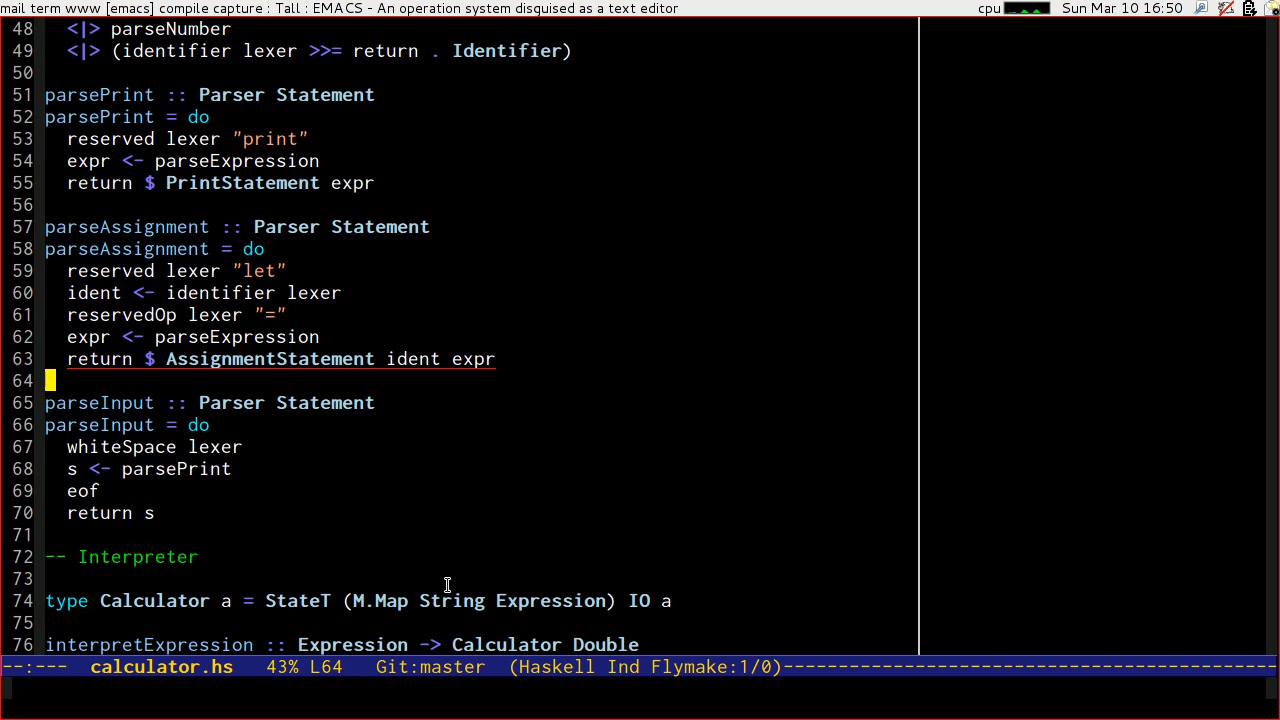 mail term www [emacs] compile capture : Tall : EMACS - An operation system disguised as a text editor cpu Sun Mar 10 16:50
48   <|> parseNumber
49   <|> (identifier lexer >>= return . Identifier)
50
51 parsePrint :: Parser Statement
52 parsePrint = do
53   reserved lexer "print"
54   expr <- parseExpression
55   return $ PrintStatement expr
56
57 parseAssignment :: Parser Statement
58 parseAssignment = do
59   reserved lexer "let"
60   ident <- identifier lexer
61   reservedOp lexer "="
62   expr <- parseExpression
63   return $ AssignmentStatement ident expr
64
65 parseInput :: Parser Statement
66 parseInput = do
67   whiteSpace lexer
68   s <- parsePrint
69   eof
70   return s
71
72 -- Interpreter
73
74 type Calculator a = StateT (M.Map String Expression) IO a
75
76 interpretExpression :: Expression -> Calculator Double
--:---  calculator.hs   43% L64   Git:master  (Haskell Ind Flymake:1/0)---------------------------------------------